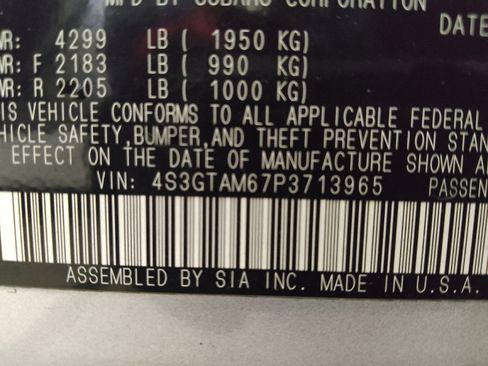 MFD BY SUBARU CORPORATION
DATE
WR: 4299 LB ( 1950 KG)
WR: F 2183 LB ( 990 KG)
WR: R 2205 LB ( 1000 KG)
IS VEHICLE CONFORMS TO ALL APPLICABLE FEDERAL
HICLE SAFETY,BUMPER,AND THEFT PREVENTION STAN
EFFECT ON THE DATE OF MANUFACTURE SHOWN A
VIN: 4S3GTAM67P3713965 PASSEN
ASSEMBLED BY SIA INC. MADE IN U.S.A.